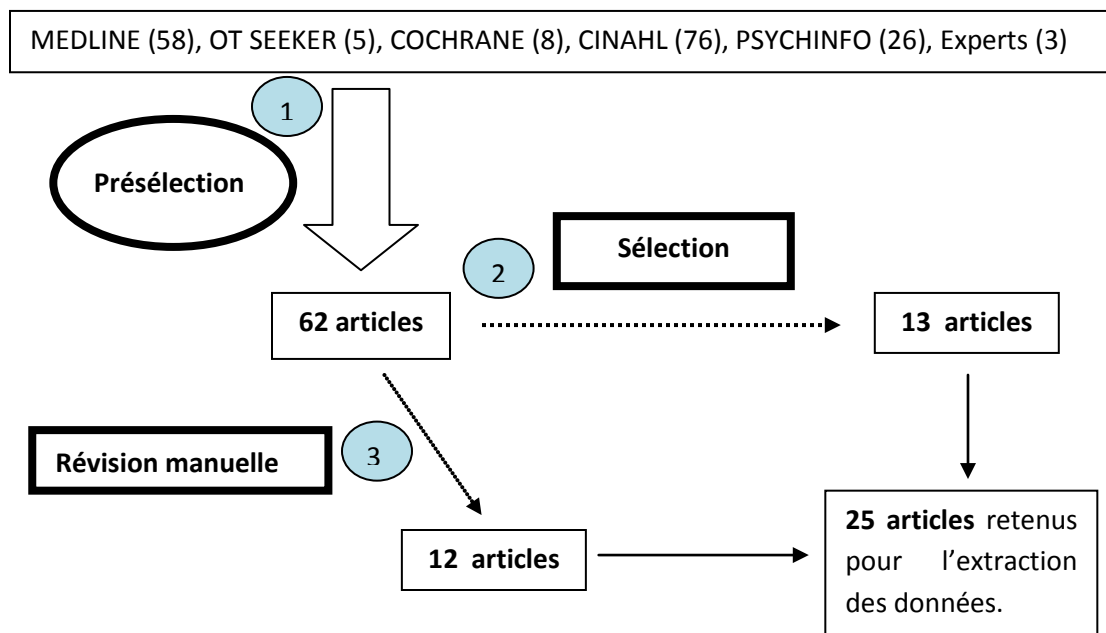 MEDLINE (58), OT SEEKER (5), COCHRANE (8), CINAHL (76), PSYCHINFO (26), Experts (3)
1
Présélection
2
Sélection
62 articles
13 articles
Révision manuelle
3
12 articles
25 articles retenus
pour l’extraction
des données.